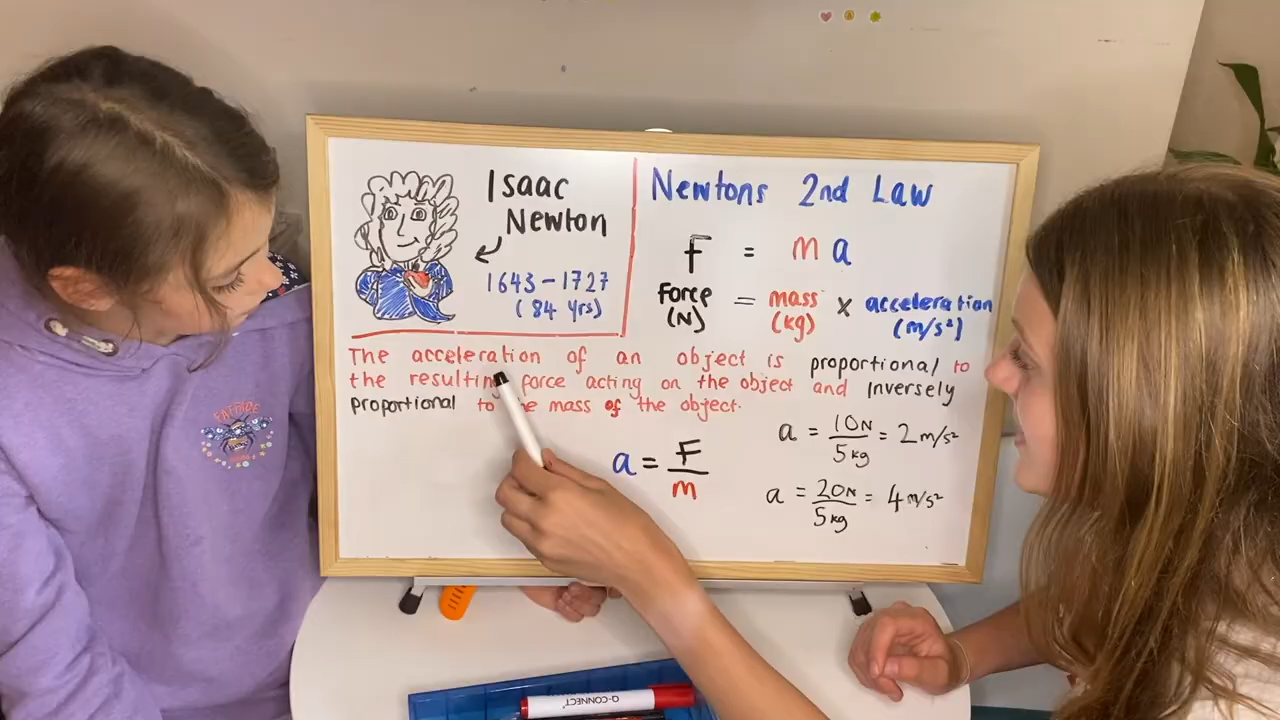 Isaac
Newton
1643-1727
(84 yrs)
Newtons 2nd Law
F = m a
Force = mass x acceleration
(N) (kg) (m/s²)
The acceleration of an object is proportional to
the resulting force acting on the object and inversely
proportional to the mass of the object.
a = F/m
a = 10N/5kg = 2m/s²
a = 20N/5kg = 4m/s²
Q-CONNECT